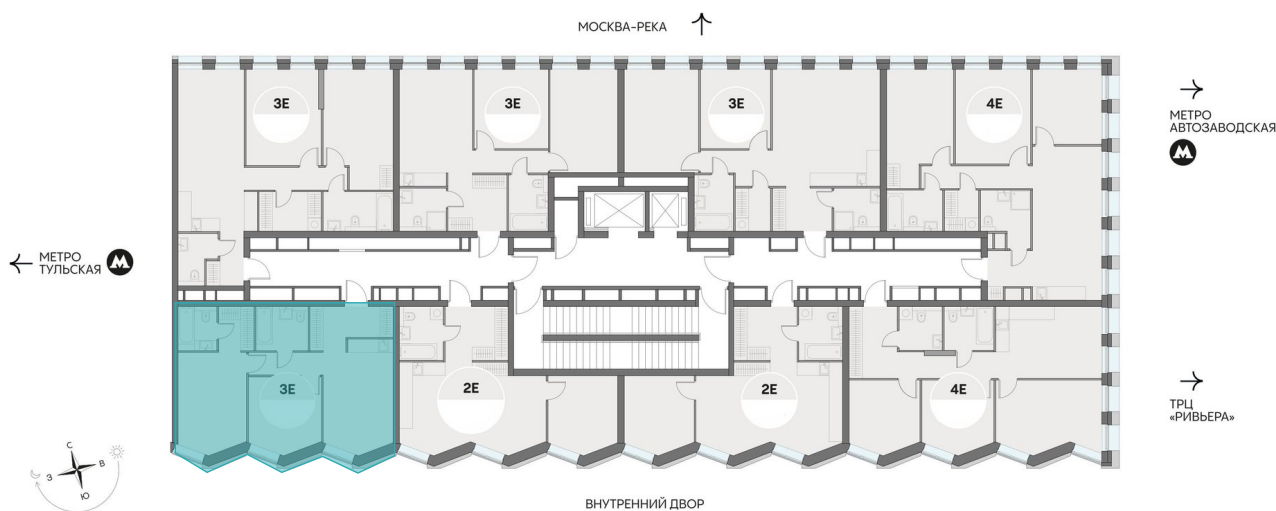 МОСКВА-РЕКА
3Е
3Е
3Е
4Е
МЕТРО
АВТОЗАВОДСКАЯ
М
МЕТРО
ТУЛЬСКАЯ
М
3Е
2Е
2Е
4Е
ТРЦ
«РИВЬЕРА»
С
В
З
Ю
ВНУТРЕННИЙ ДВОР